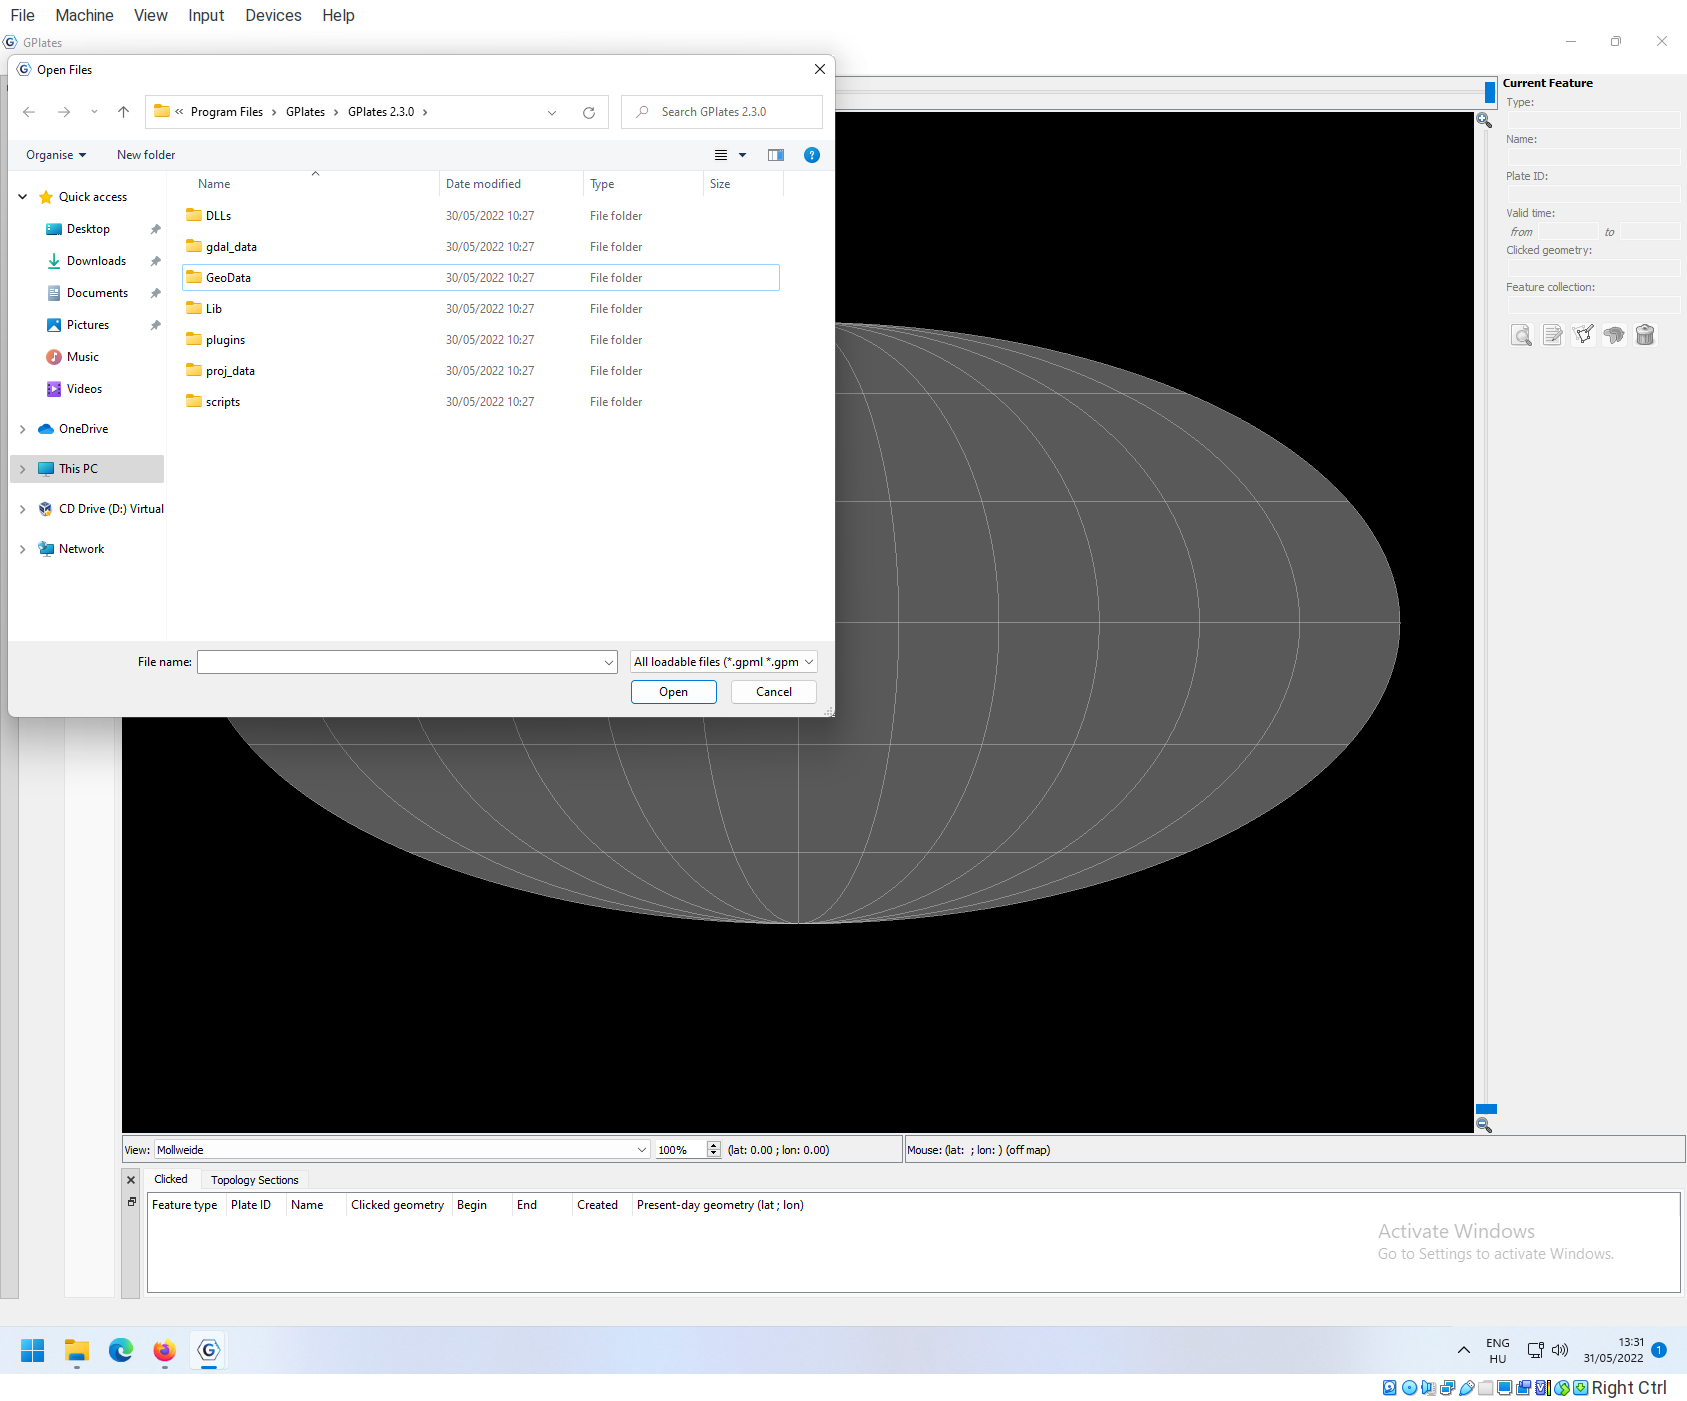 File Machine View Input Devices Help
GPlates
Open Files
« Program Files > GPlates > GPlates 2.3.0 >
Search GPlates 2.3.0
Organise New folder
Name Date modified Type Size
Quick access
Desktop
Downloads
Documents
Pictures
Music
Videos
OneDrive
This PC
CD Drive (D:) Virtual
Network
DLLs 30/05/2022 10:27 File folder
gdal_data 30/05/2022 10:27 File folder
GeoData 30/05/2022 10:27 File folder
Lib 30/05/2022 10:27 File folder
plugins 30/05/2022 10:27 File folder
proj_data 30/05/2022 10:27 File folder
scripts 30/05/2022 10:27 File folder
File name:
All loadable files (*.gpml *.gpm
Open Cancel
Current Feature
Type:
Name:
Plate ID:
Valid time:
from to
Clicked geometry:
Feature collection:
View: Mollweide 100% (lat: 0.00 ; lon: 0.00) Mouse: (lat: ; lon: ) (off map)
Clicked Topology Sections
Feature type Plate ID Name Clicked geometry Begin End Created Present-day geometry (lat ; lon)
Activate Windows
Go to Settings to activate Windows.
ENG
HU
13:31
31/05/2022
1
Right Ctrl